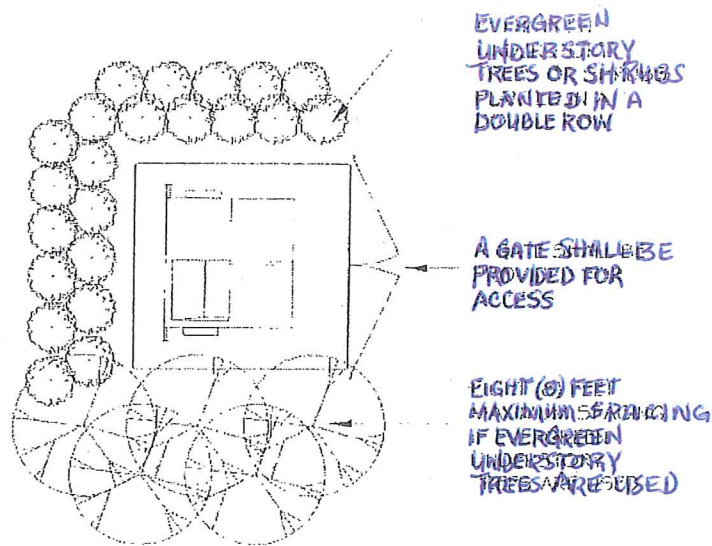 EVERGREEN
UNDERSTORY
TREES OR SHRUBS
PLANTED IN A
DOUBLE ROW
A GATE SHALL BE
PROVIDED FOR
ACCESS
EIGHT (8) FEET
MAXIMUM SPACING
IF EVERGREEN
UNDERSTORY
TREES ARE USED